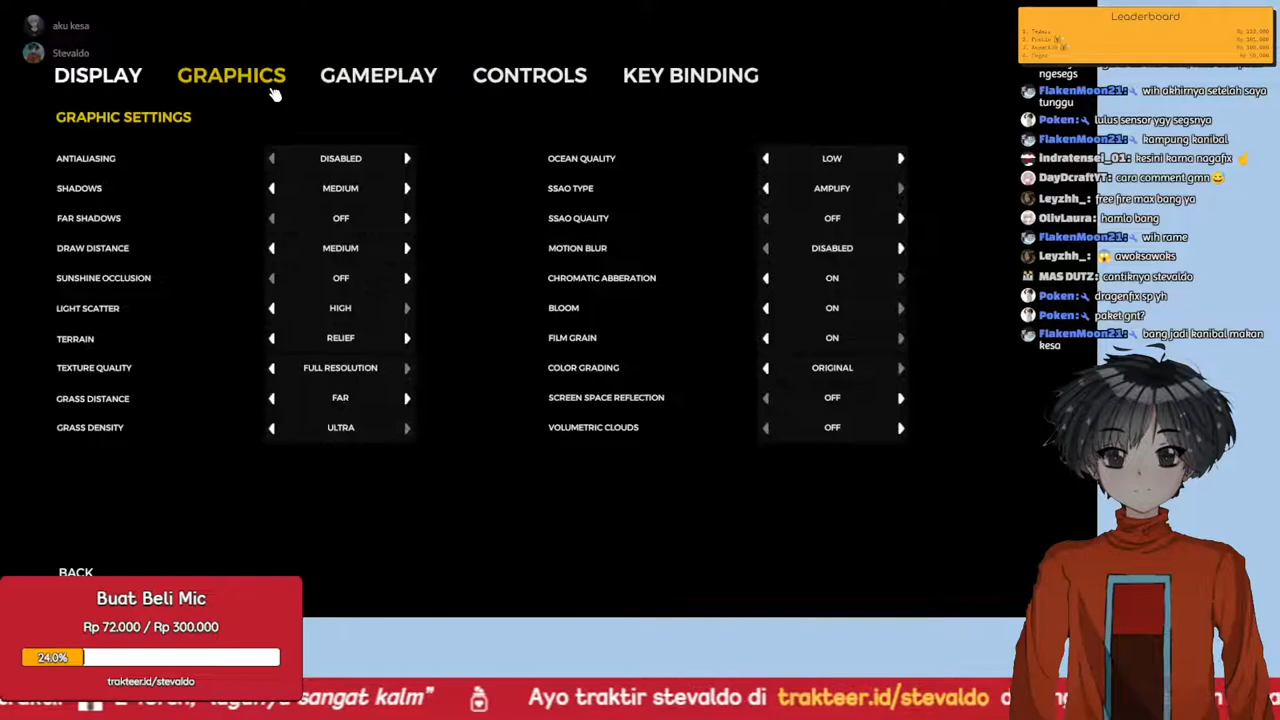 aku kesa
Stevaldo
DISPLAY GRAPHICS GAMEPLAY CONTROLS KEY BINDING
GRAPHIC SETTINGS
ANTIALIASING DISABLED
SHADOWS MEDIUM
FAR SHADOWS OFF
DRAW DISTANCE MEDIUM
SUNSHINE OCCLUSION OFF
LIGHT SCATTER HIGH
TERRAIN RELIEF
TEXTURE QUALITY FULL RESOLUTION
GRASS DISTANCE FAR
GRASS DENSITY ULTRA
OCEAN QUALITY LOW
SSAO TYPE AMPLIFY
SSAO QUALITY OFF
MOTION BLUR DISABLED
CHROMATIC ABBERATION ON
BLOOM ON
FILM GRAIN ON
COLOR GRADING ORIGINAL
SCREEN SPACE REFLECTION OFF
VOLUMETRIC CLOUDS OFF
BACK
Leaderboard
ngesegs
FlakenMoon21: wih akhirnya setelah saya
tunggu
Poken: lulus sensor ygy segsnya
FlakenMoon21: kampung kanibal
indratensei_01: kesini karna nagafix ☝
DayDcraftYT: cara comment gmn 😅
Leyzhh_: free fire max bang ya
OlivLaura: hamlo bang
FlakenMoon21: wih rame
Leyzhh_: 😱 awoksawoks
MAS DUTZ: cantiknya stevaldo
Poken: dragenfix sp yh
Poken: paket gnt?
FlakenMoon21: bang jadi kanibal makan
kesa
Buat Beli Mic
Rp 72.000 / Rp 300.000
24.0%
trakteer.id/stevaldo
sangat kalm” Ayo traktir stevaldo di trakteer.id/stevaldo